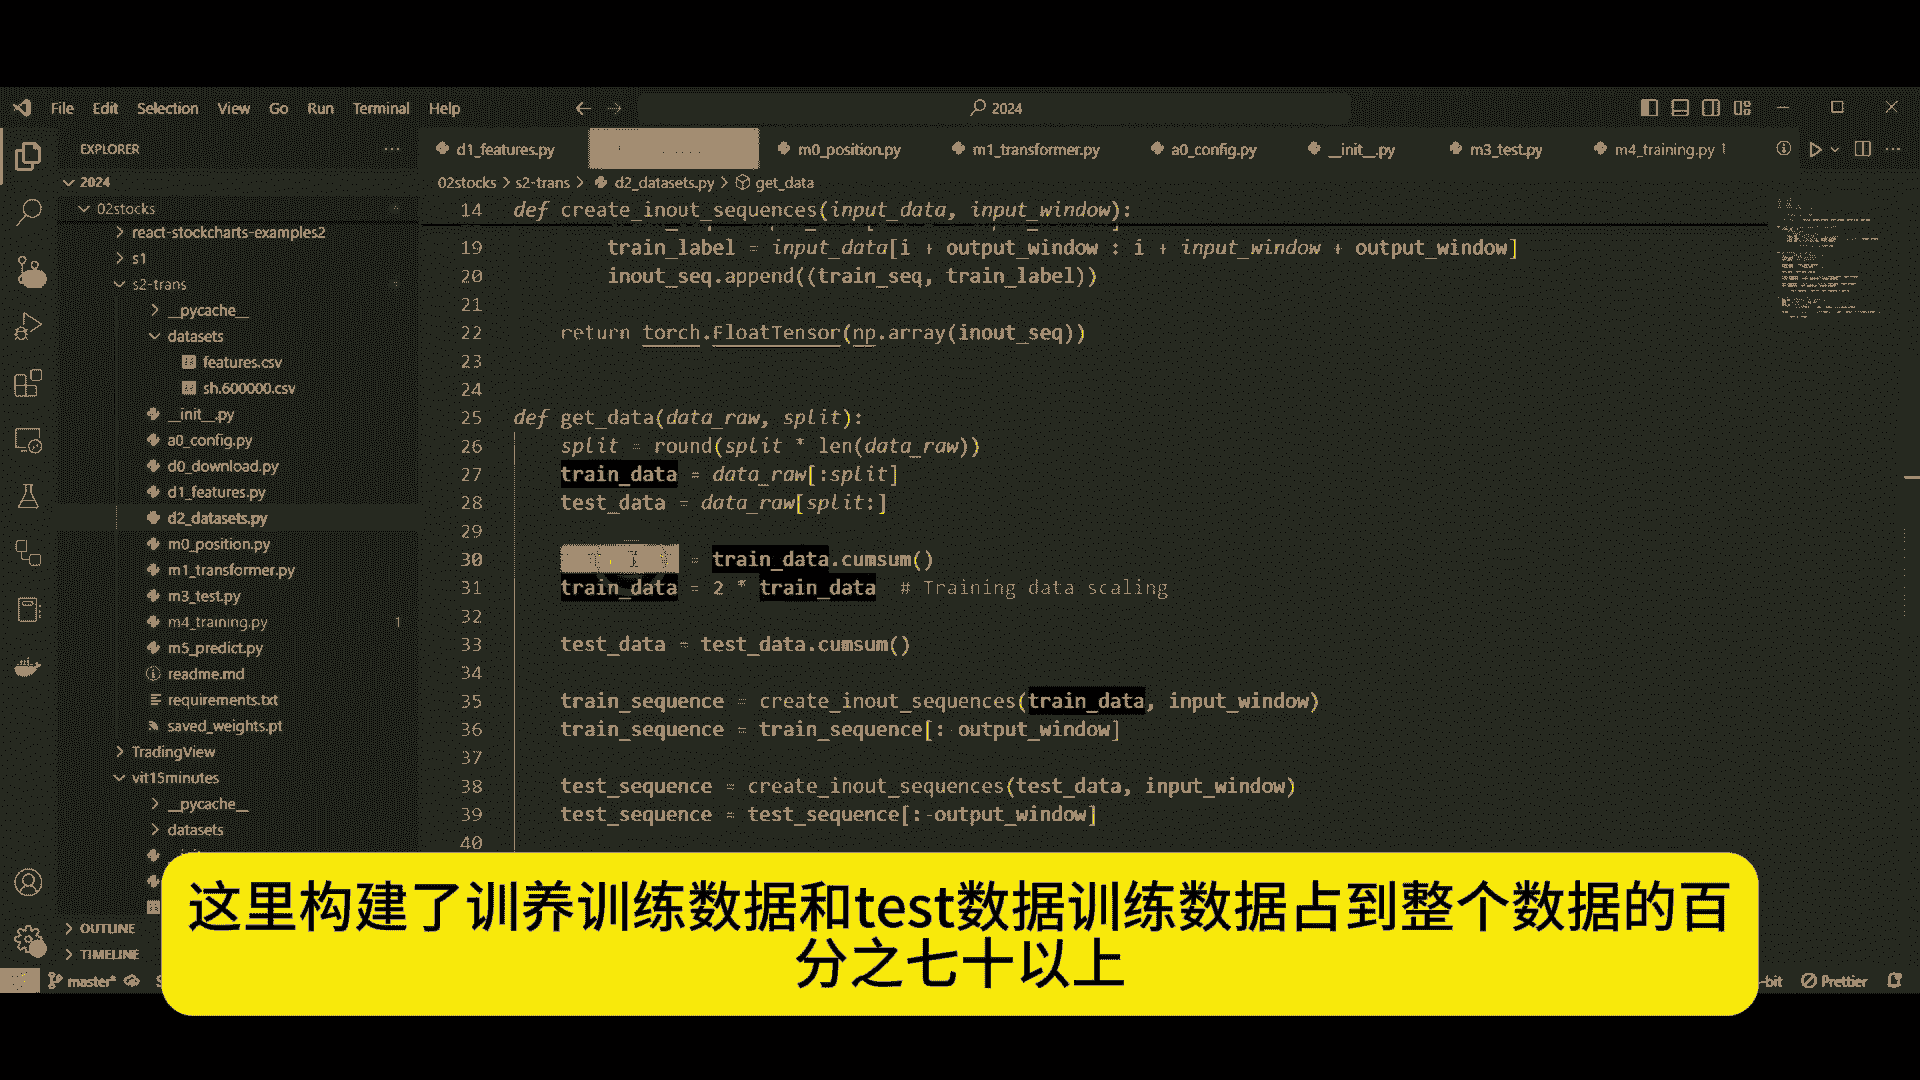 File Edit Selection View Go Run Terminal Help
2024
EXPLORER
d1_features.py
m0_position.py
m1_transformer.py
a0_config.py
__init__.py
m3_test.py
m4_training.py 1
02stocks > s2-trans > d2_datasets.py > get_data
2024
02stocks
react-stockcharts-examples2
s1
s2-trans
__pycache__
datasets
features.csv
sh.600000.csv
__init__.py
a0_config.py
d0_download.py
d1_features.py
d2_datasets.py
m0_position.py
m1_transformer.py
m3_test.py
m4_training.py 1
m5_predict.py
readme.md
requirements.txt
saved_weights.pt
TradingView
vit15minutes
__pycache__
datasets
OUTLINE
TIMELINE
14 def create_inout_sequences(input_data, input_window):
19 train_label = input_data[i + output_window : i + input_window + output_window]
20 inout_seq.append((train_seq, train_label))
21
22 return torch.FloatTensor(np.array(inout_seq))
23
24
25 def get_data(data_raw, split):
26 split = round(split * len(data_raw))
27 train_data = data_raw[:split]
28 test_data = data_raw[split:]
29
30 = train_data.cumsum()
31 train_data = 2 * train_data # Training data scaling
32
33 test_data = test_data.cumsum()
34
35 train_sequence = create_inout_sequences(train_data, input_window)
36 train_sequence = train_sequence[:-output_window]
37
38 test_sequence = create_inout_sequences(test_data, input_window)
39 test_sequence = test_sequence[:-output_window]
40
这里构建了训养训练数据和test数据训练数据占到整个数据的百
分之七十以上
master*
-bit
Prettier